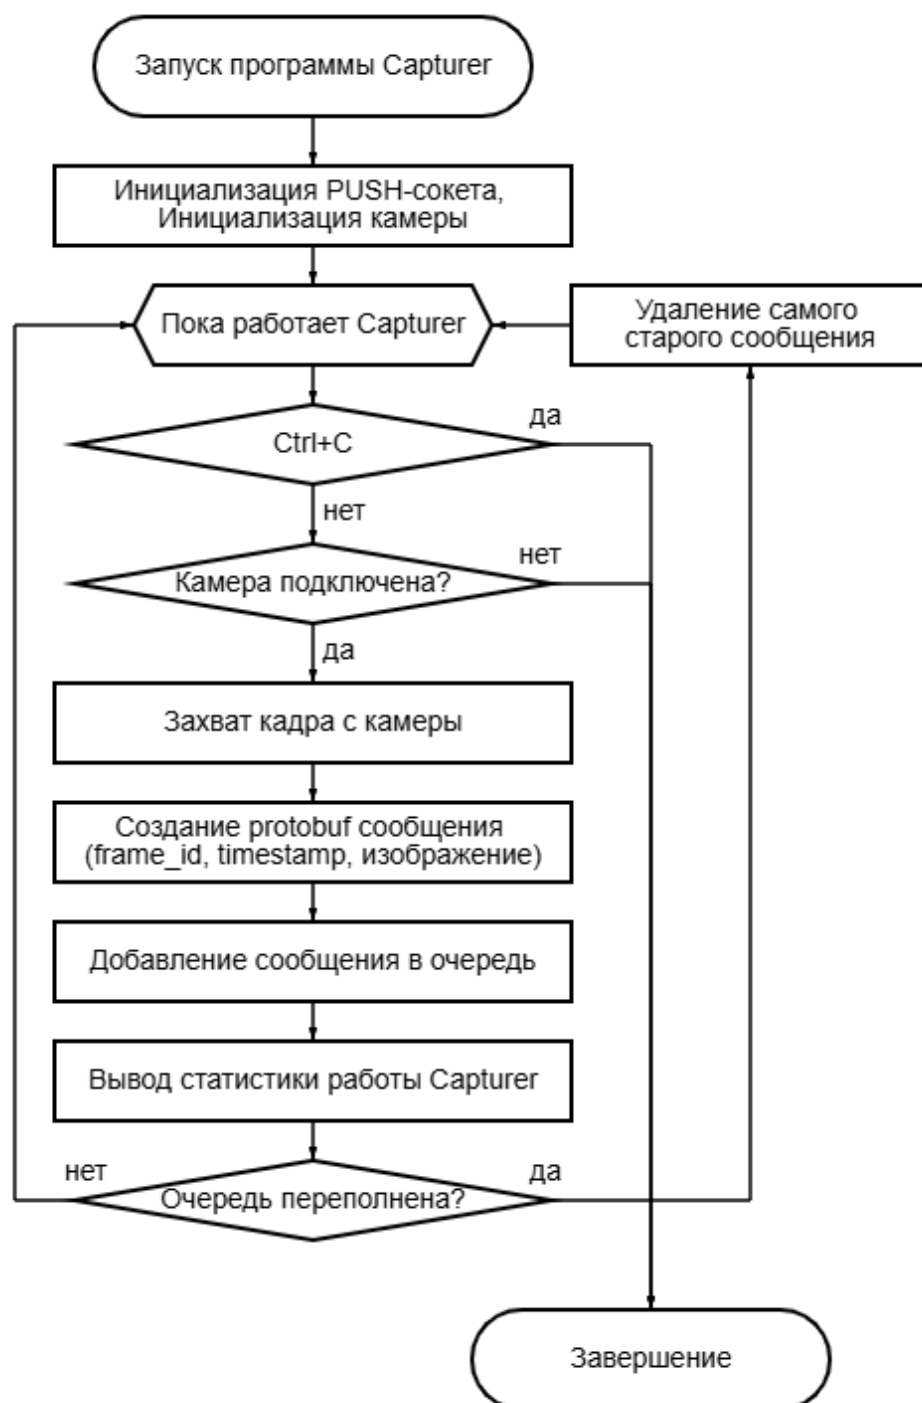 Запуск программы Capturer
Инициализация PUSH-сокета,
Инициализация камеры
Пока работает Capturer
Удаление самого
старого сообщения
да
Ctrl+C
нет
нет
Камера подключена?
да
Захват кадра с камеры
Создание protobuf сообщения
(frame_id, timestamp, изображение)
Добавление сообщения в очередь
Вывод статистики работы Capturer
нет
да
Очередь переполнена?
Завершение